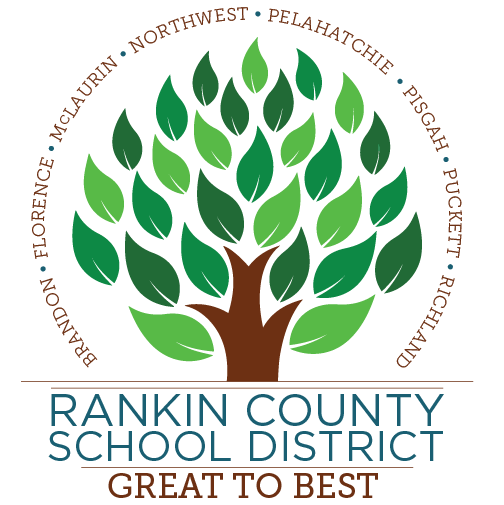 BRANDON • FLORENCE • McLAURIN • NORTHWEST • PELAHATCHIE • PISGAH • PUCKETT • RICHLAND
RANKIN COUNTY
SCHOOL DISTRICT
GREAT TO BEST